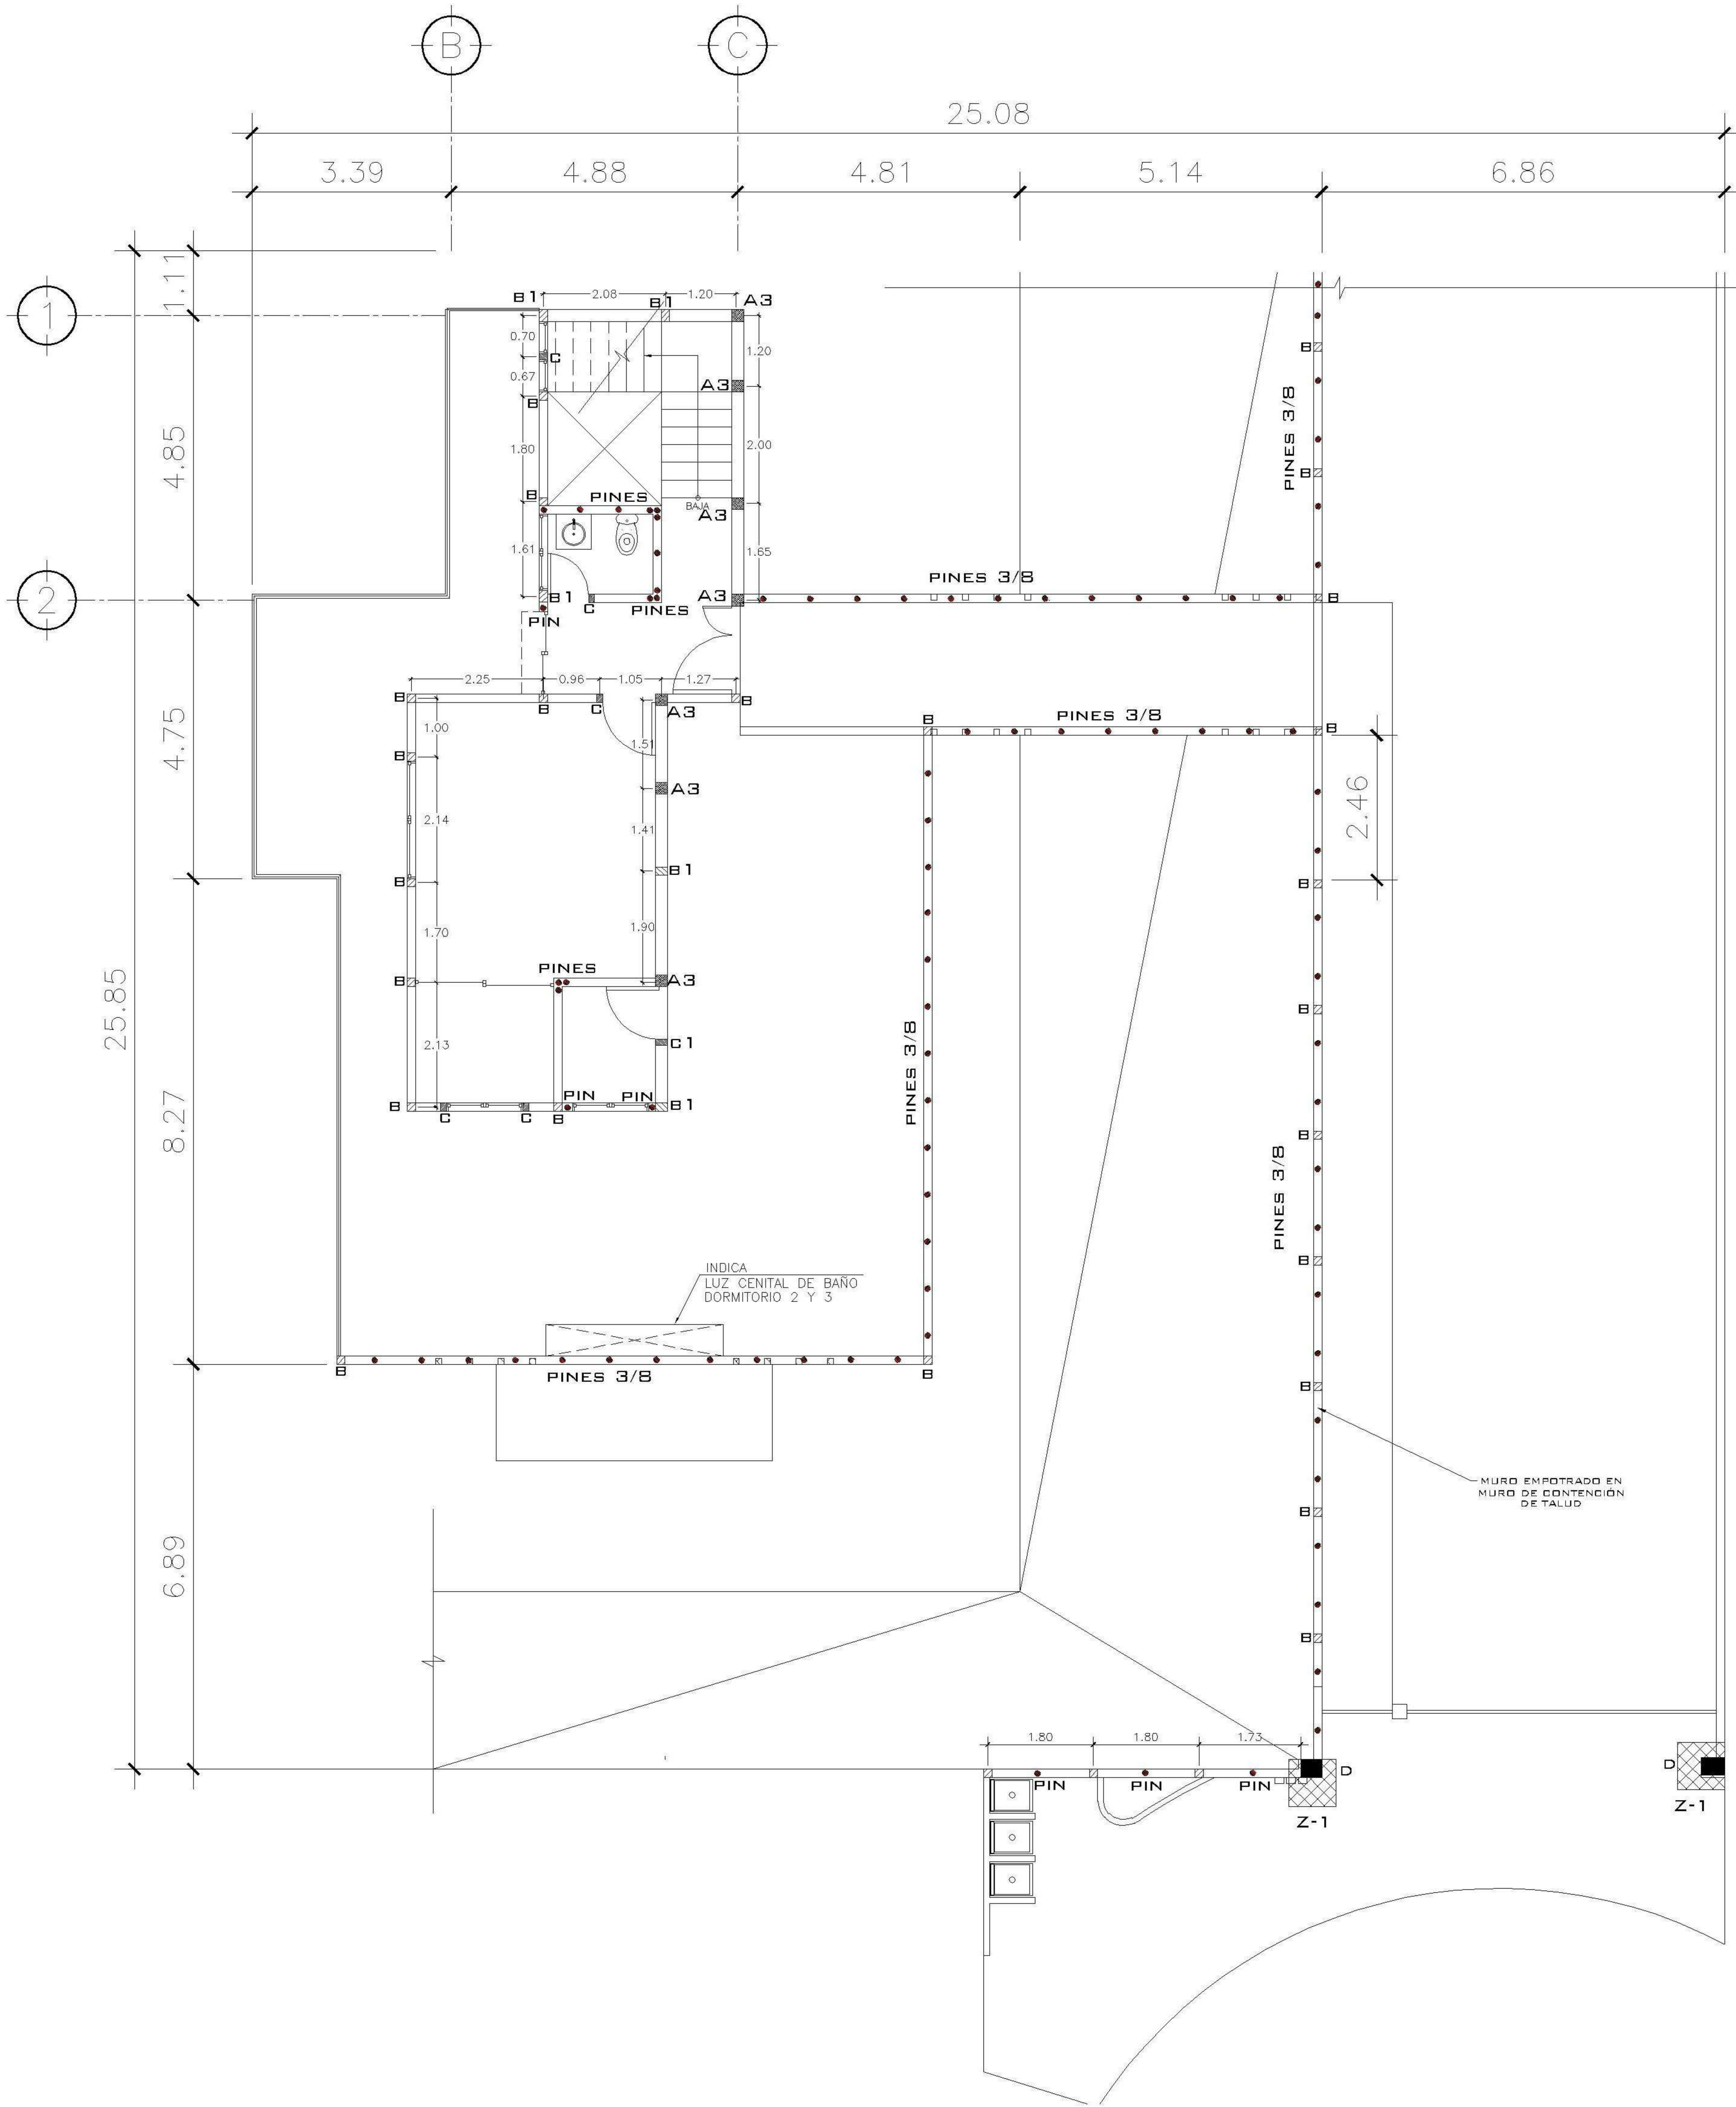 B
C
25.08
3.39
4.88
4.81
5.14
6.86
1.11
1
B1
2.08
B1
1.20
A3
0.70
C
1.20
0.67
A3
B
B
PINES 3/8
4.85
1.80
2.00
B
B
PINES
BAJA
A3
1.61
1.65
PINES 3/8
2
B1
C
PINES
A3
B
PIN
2.25
0.96
1.05
1.27
B
B
C
A3
B
B
PINES 3/8
B
4.75
1.00
1.51
B
A3
2.46
2.14
1.41
B
B1
B
1.70
1.90
PINES
B
A3
25.85
B
PINES 3/8
2.13
C1
8.27
B
PIN
PIN
B1
C
C
B
B
PINES 3/8
B
INDICA
LUZ CENITAL DE BAÑO
DORMITORIO 2 Y 3
B
PINES 3/8
B
B
MURO EMPOTRADO EN
MURO DE CONTENCIÓN
DE TALUD
B
6.89
B
1.80
1.80
1.73
PIN
PIN
PIN
D
Z-1
D
Z-1